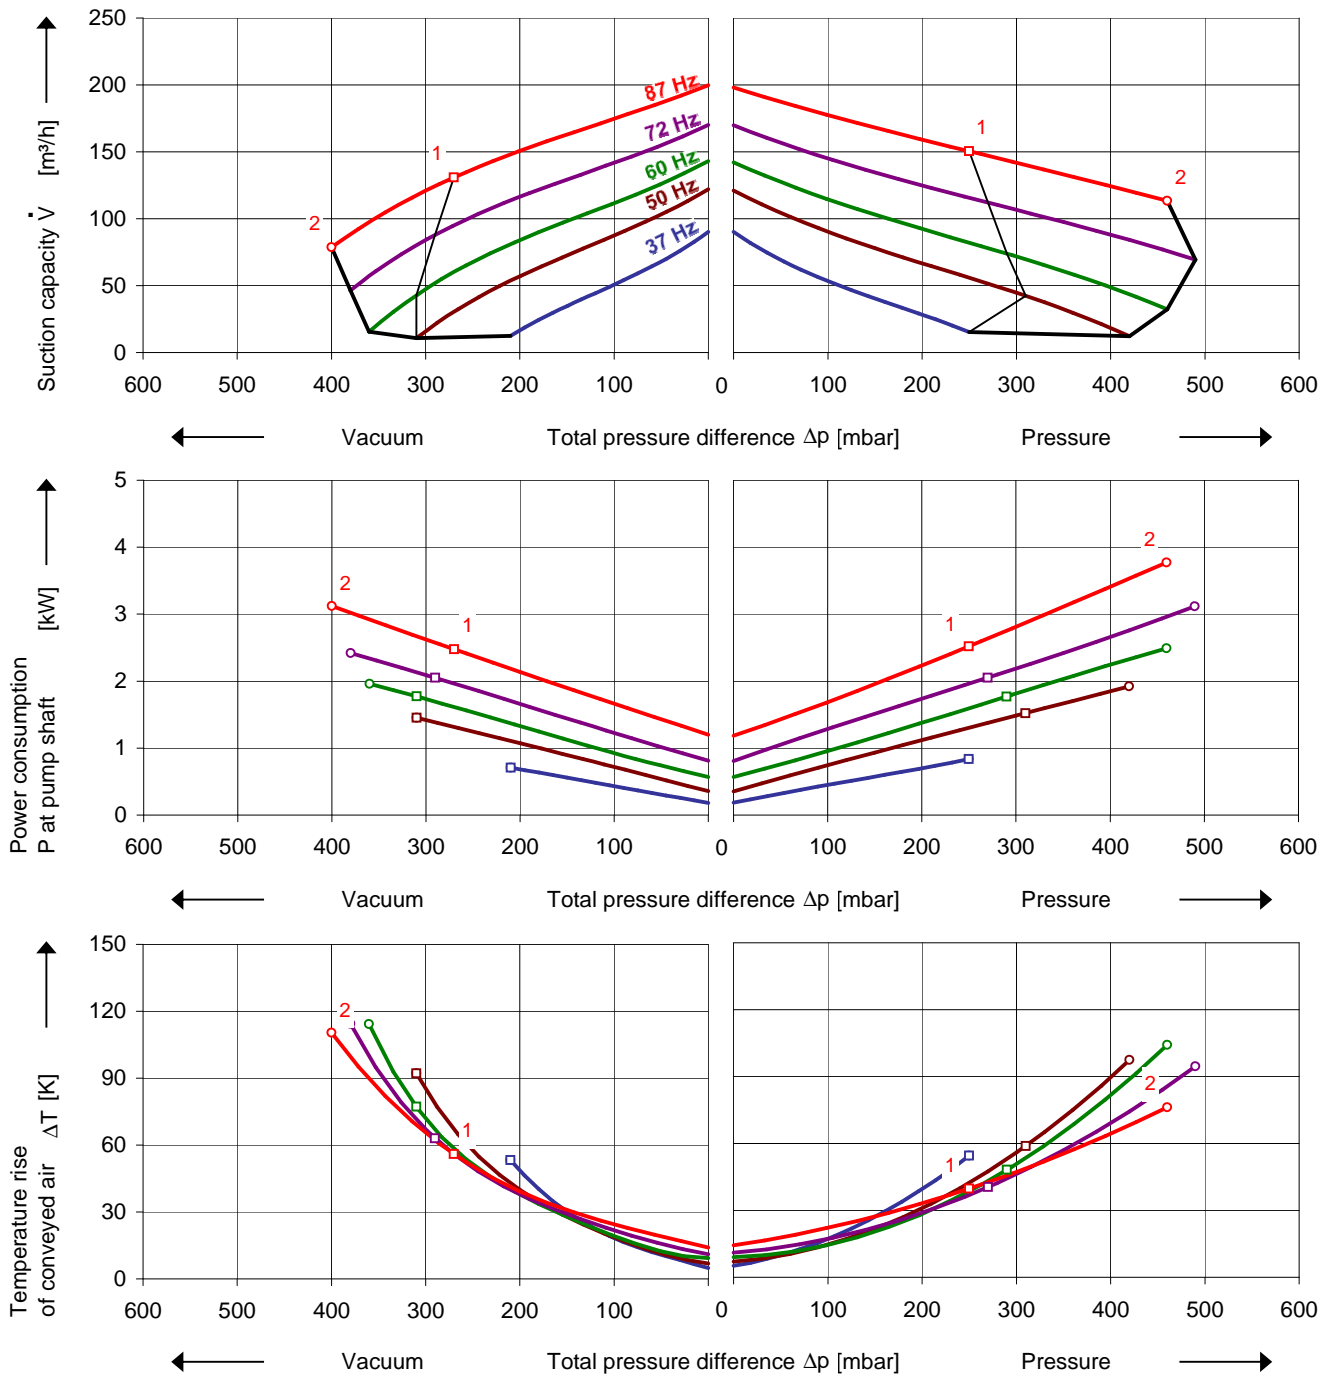 Suction capacity V̇ [m³/h]
250
200
150
100
50
0
87 Hz
72 Hz
60 Hz
50 Hz
37 Hz
1
2
1
2
600 500 400 300 200 100 0 100 200 300 400 500 600
Vacuum Total pressure difference Δp [mbar] Pressure
Power consumption
P at pump shaft [kW]
5
4
3
2
1
0
2
1
1
2
600 500 400 300 200 100 0 100 200 300 400 500 600
Vacuum Total pressure difference Δp [mbar] Pressure
Temperature rise
of conveyed air ΔT [K]
150
120
90
60
30
0
2
1
1
2
600 500 400 300 200 100 0 100 200 300 400 500 600
Vacuum Total pressure difference Δp [mbar] Pressure